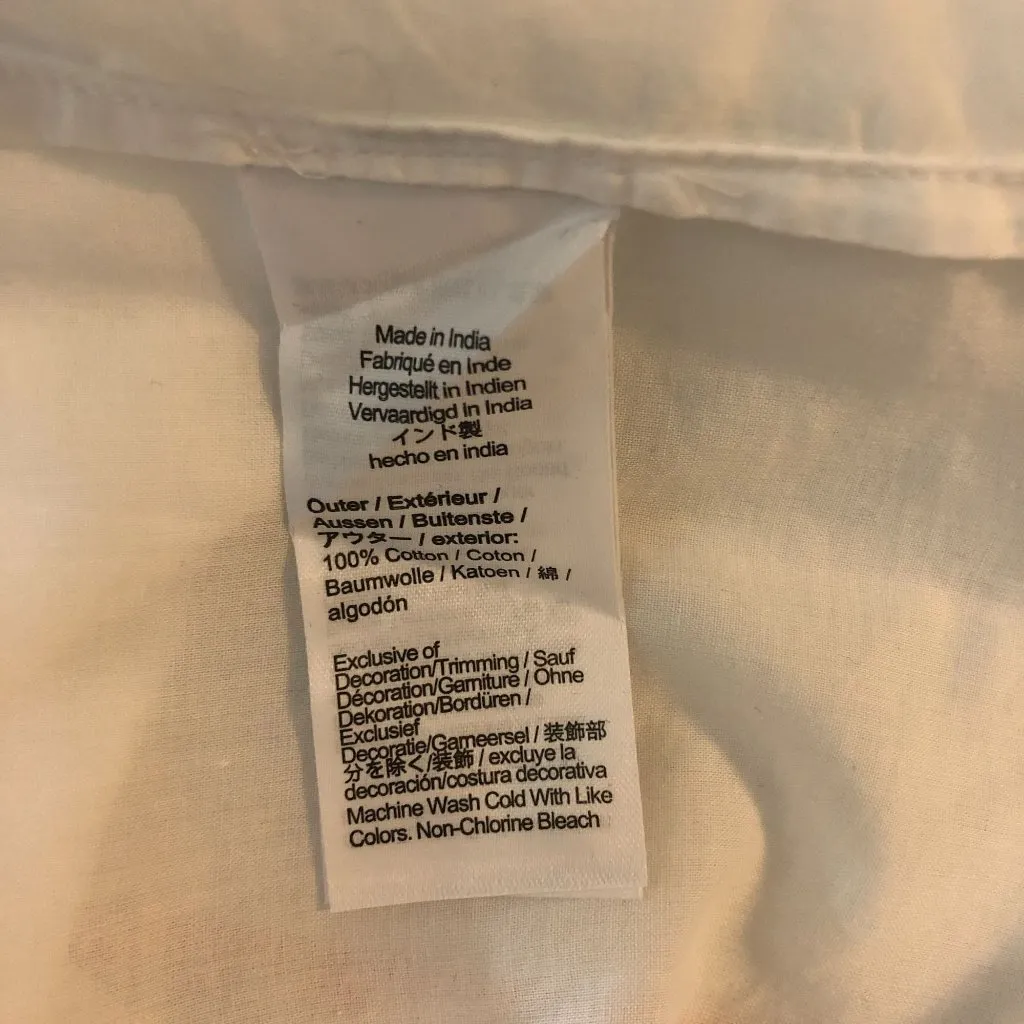 Made in India
Fabriqué en Inde
Hergestellt in Indien
Vervaardigd in India
インド製
hecho en india
Outer / Extérieur /
Aussen / Buitenste /
アウター / exterior:
100% Cotton / Coton /
Baumwolle / Katoen / 綿 /
algodón
Exclusive of
Decoration/Trimming / Sauf
Décoration/Garniture / Ohne
Dekoration/Bordüren /
Exclusief
Decoratie/Gameersel / 装飾部
分を除く/装飾 / excluye la
decoración/costura decorativa
Machine Wash Cold With Like
Colors. Non-Chlorine Bleach